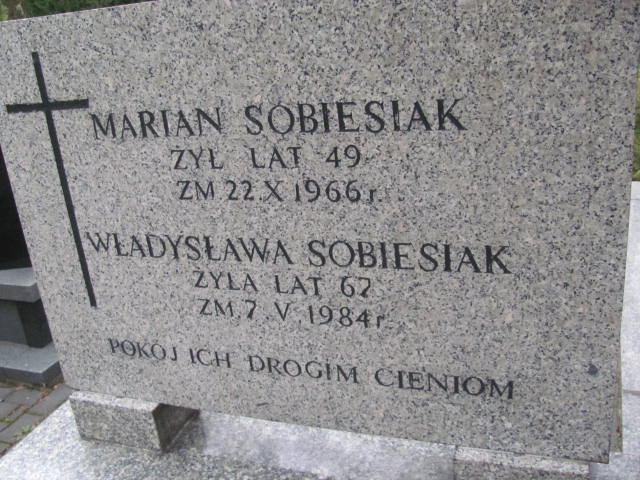 MARIAN SOBIESIAK
ŻYŁ LAT 49
ZM 22 X 1966 r.
WŁADYSŁAWA SOBIESIAK
ŻYŁA LAT 62
ZM. 7 V 1984 r.
POKÓJ ICH DROGIM CIENIOM